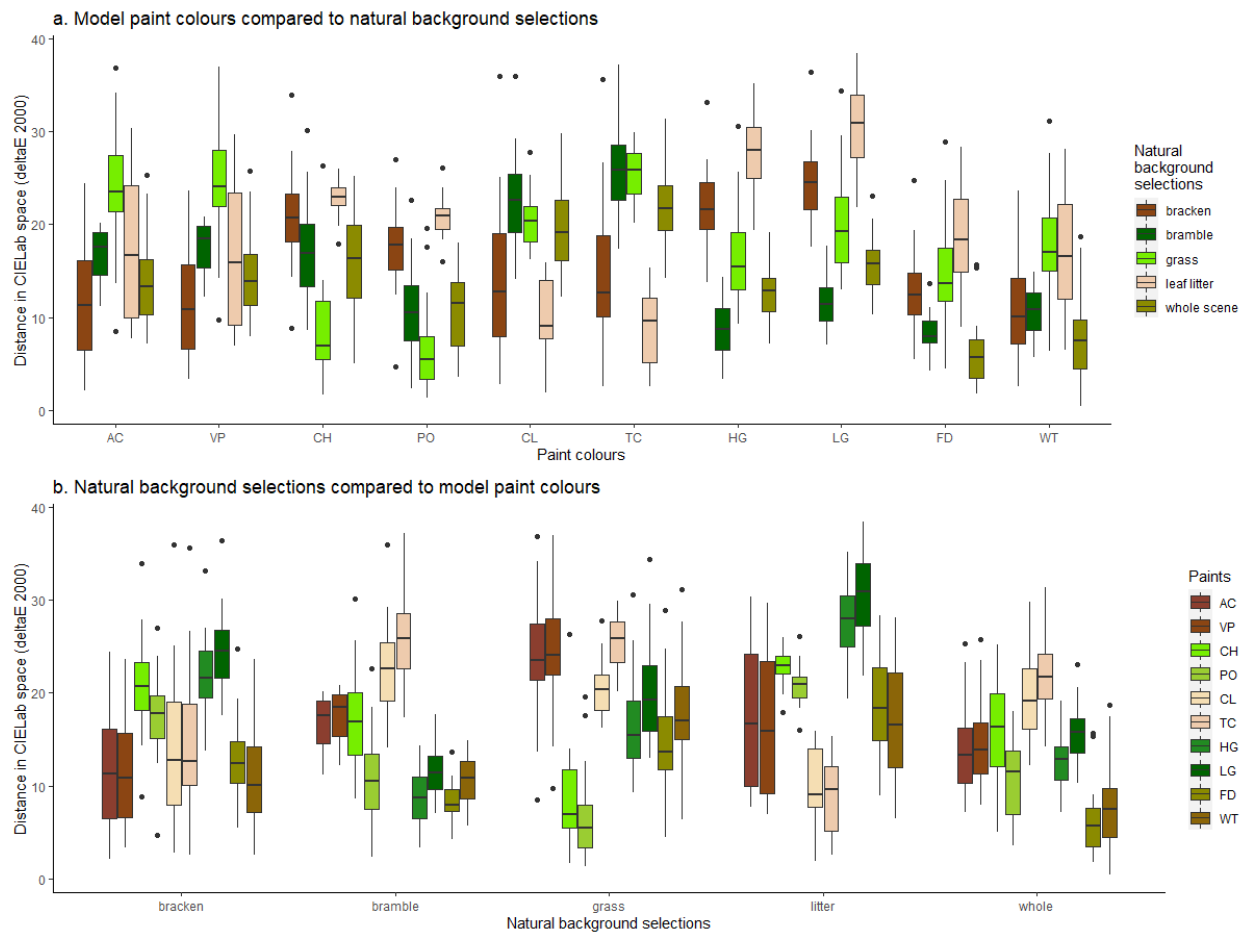 a. Model paint colours compared to natural background selections
Distance in CIELab space (deltaE 2000)
40
30
20
10
0
AC VP CH PO CL TC HG LG FD WT
Paint colours
Natural
background
selections
bracken
bramble
grass
leaf litter
whole scene
b. Natural background selections compared to model paint colours
Distance in CIELab space (deltaE 2000)
40
30
20
10
0
bracken bramble grass litter whole
Natural background selections
Paints
AC
VP
CH
PO
CL
TC
HG
LG
FD
WT